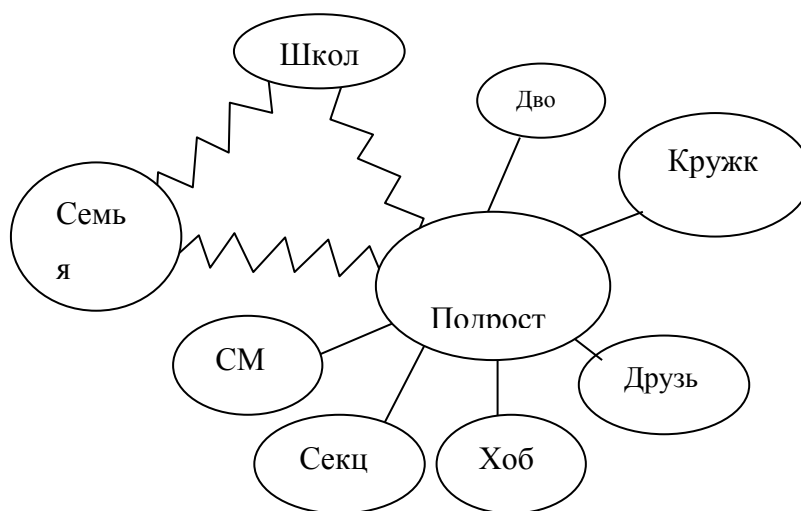 Школ
Дво
Кружк
Семь
я
Подрост
СМ
Друзь
Секц
Хоб